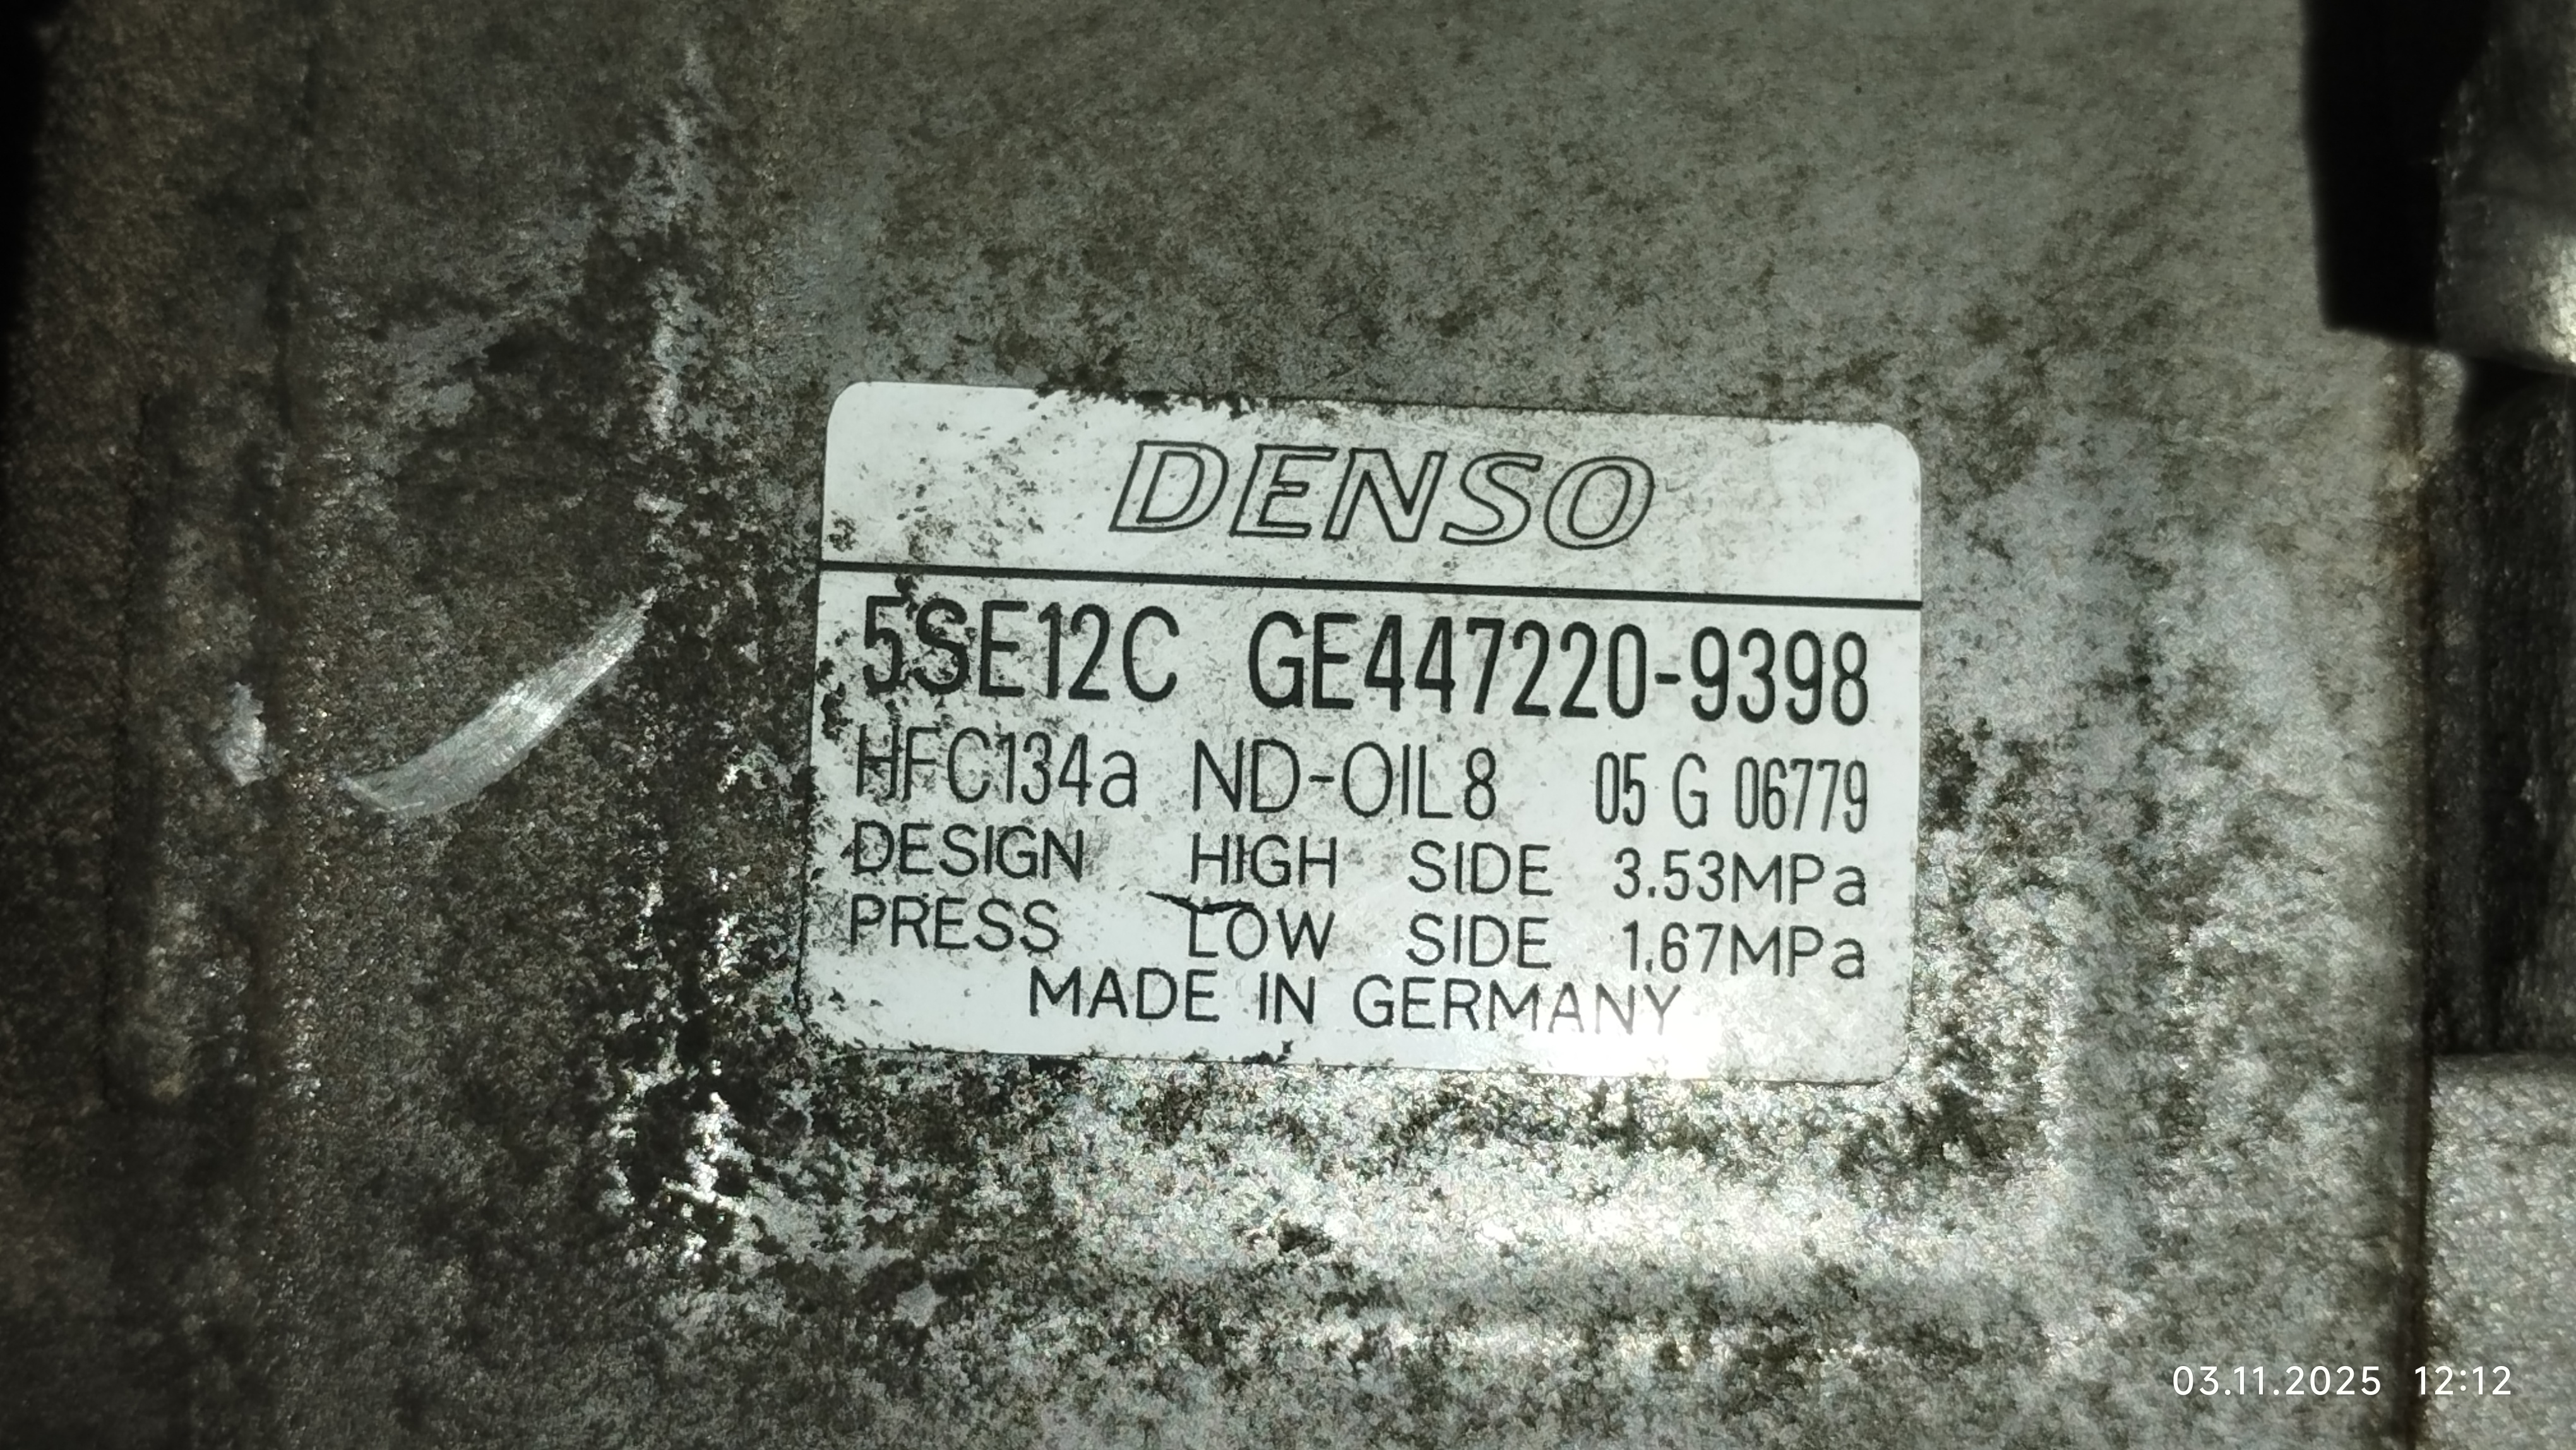 DENSO
5SE12C GE447220-9398
HFC134a ND-OIL8 05 G 06779
DESIGN HIGH SIDE 3.53MPa
PRESS LOW SIDE 1.67MPa
MADE IN GERMANY
03.11.2025 12:12